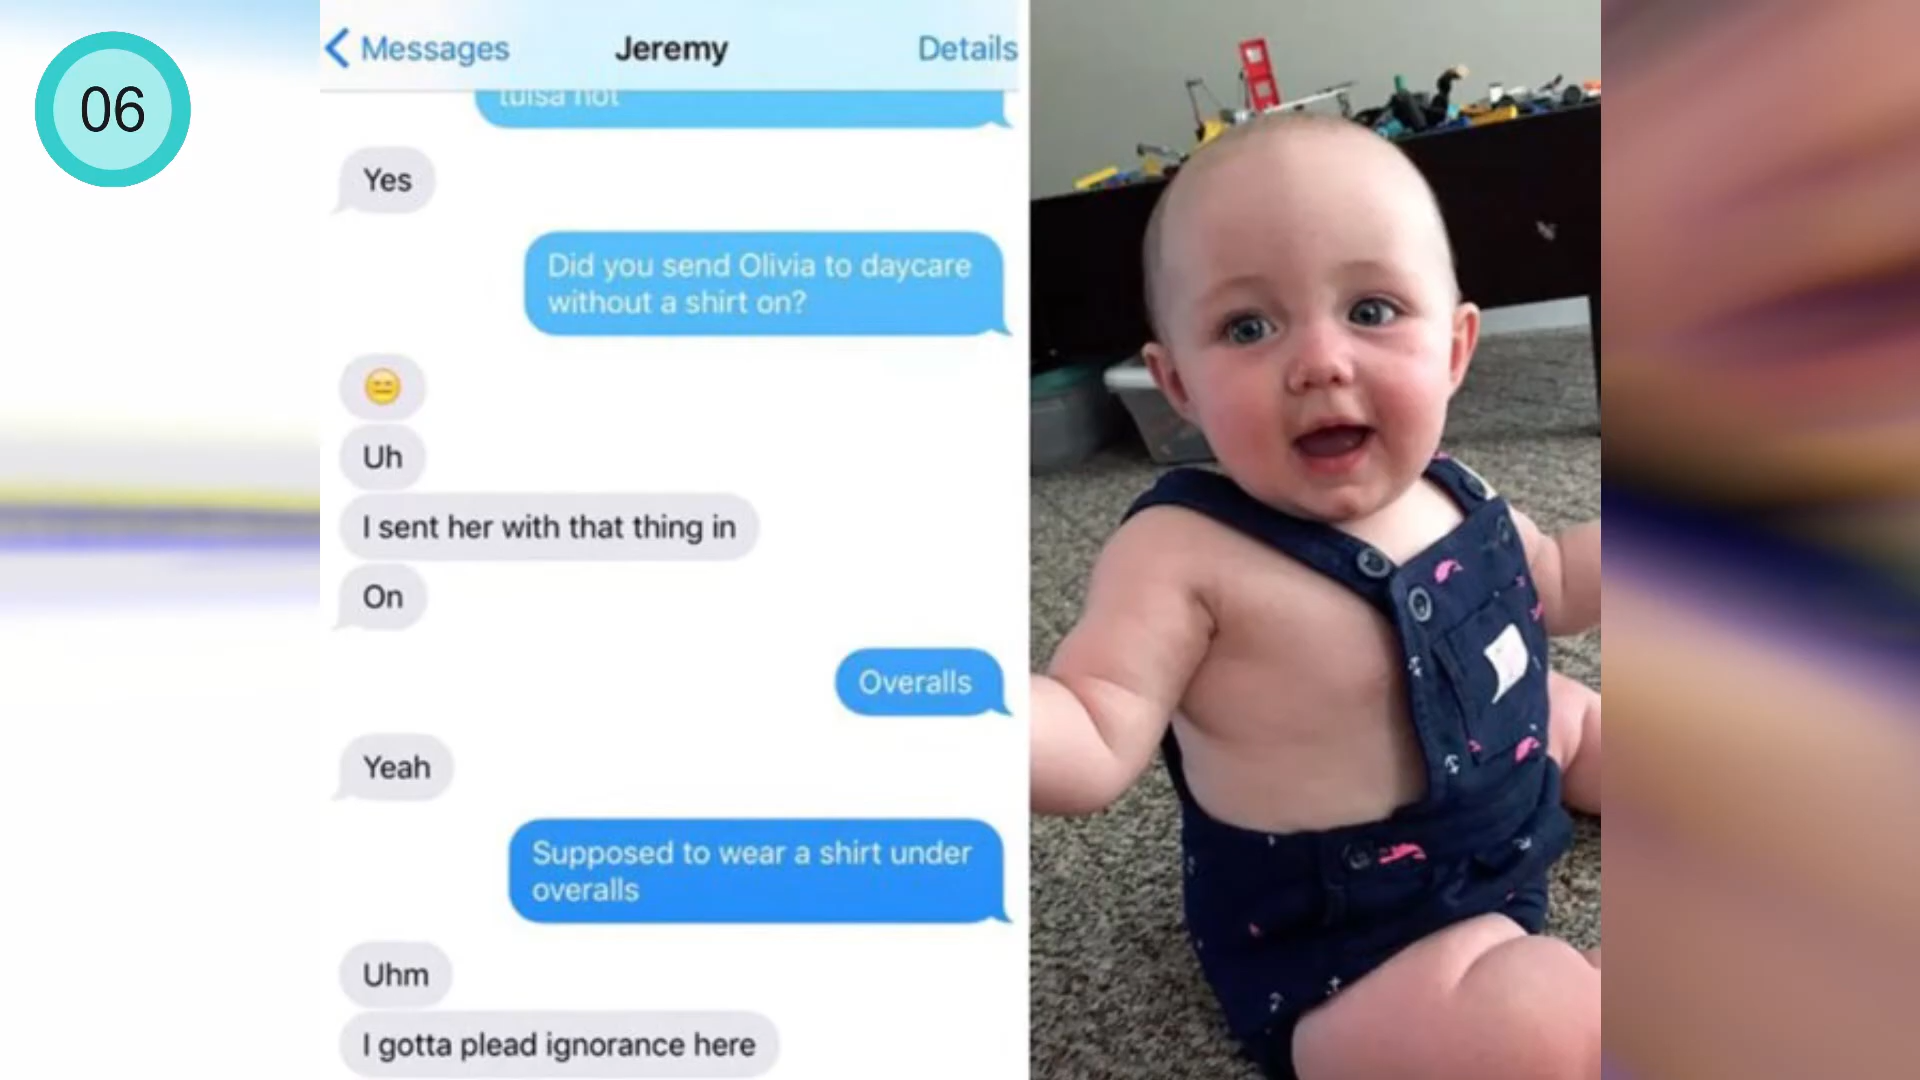 06
Messages
Jeremy
Details
Yes
Did you send Olivia to daycare
without a shirt on?
Uh
I sent her with that thing in
On
Overalls
Yeah
Supposed to wear a shirt under
overalls
Uhm
I gotta plead ignorance here